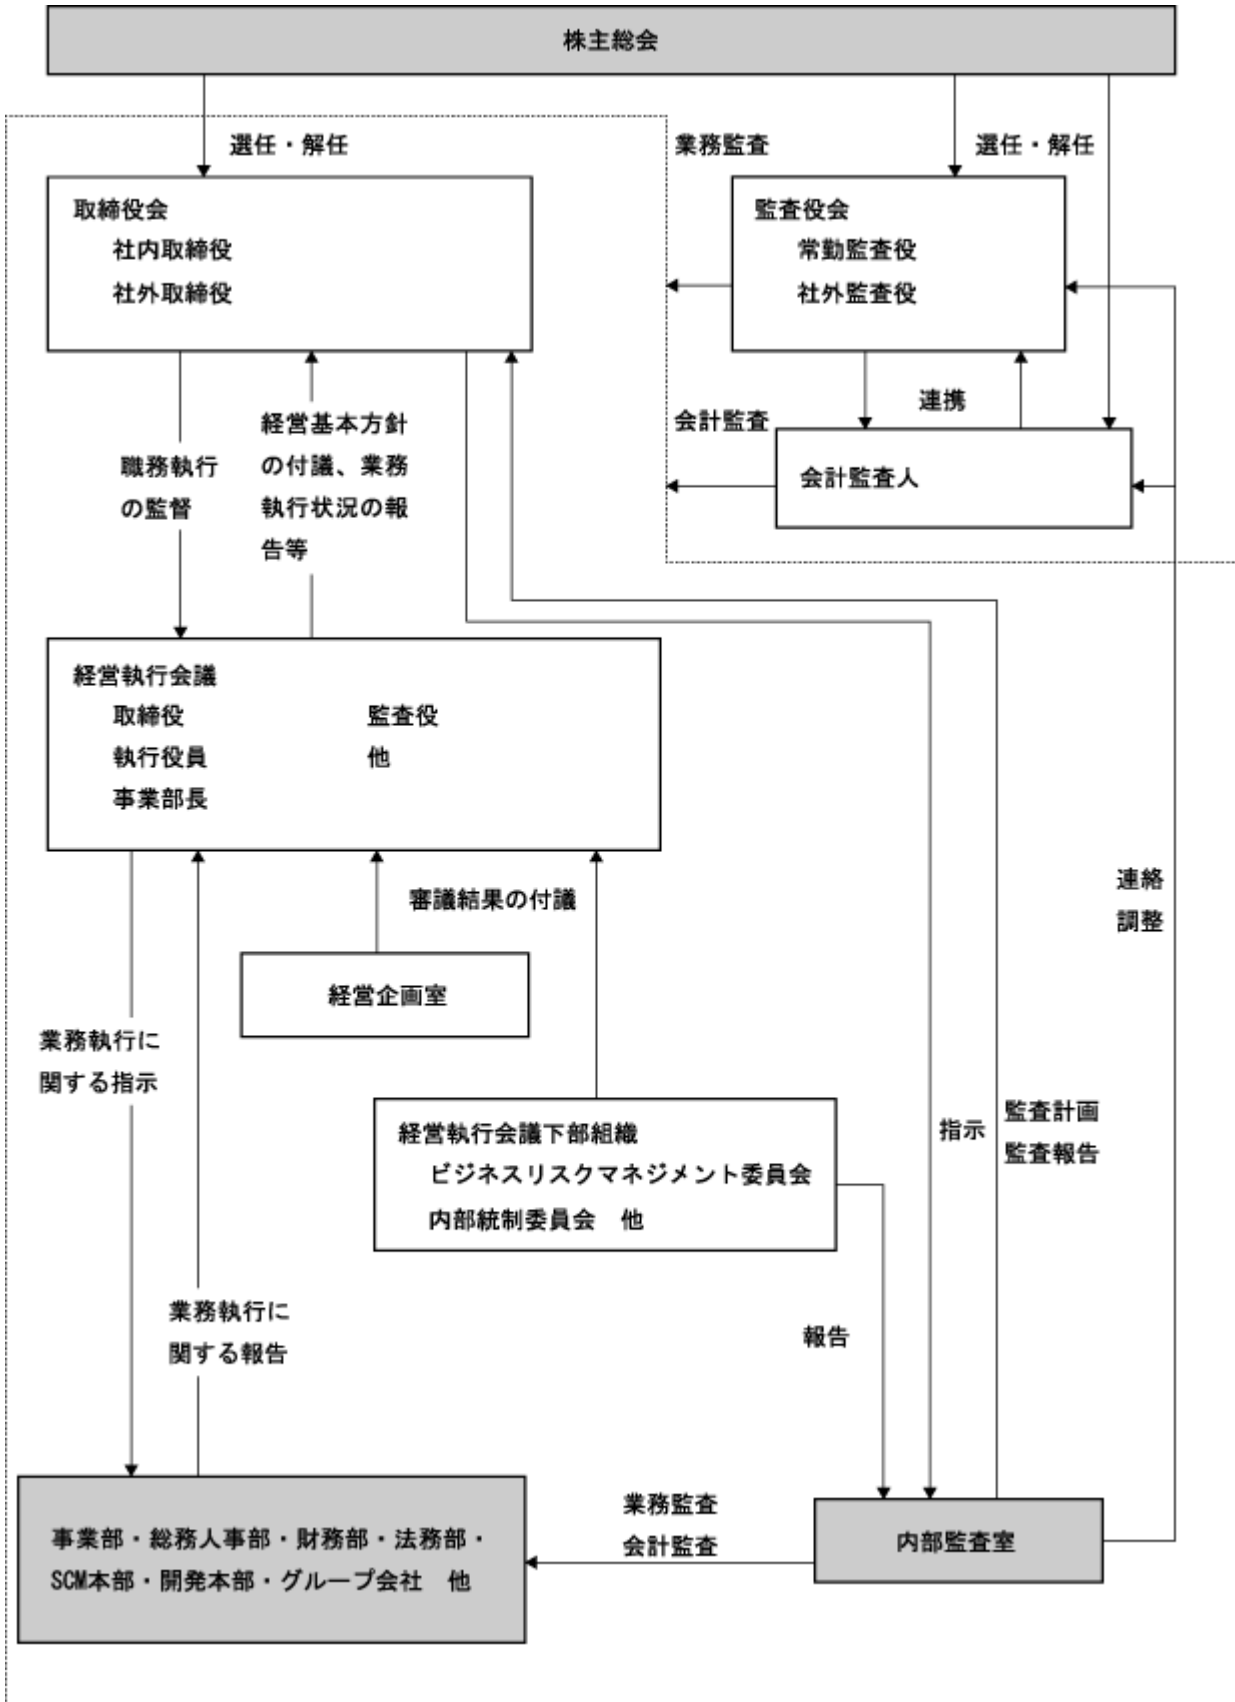 株主総会
選任・解任
業務監査
選任・解任
取締役会
社内取締役
社外取締役
監査役会
常勤監査役
社外監査役
連携
会計監査
会計監査人
職務執行
の監督
経営基本方針
の付議、業務
執行状況の報
告等
経営執行会議
取締役
監査役
執行役員
他
事業部長
審議結果の付議
連絡
調整
経営企画室
業務執行に
関する指示
経営執行会議下部組織
ビジネスリスクマネジメント委員会
内部統制委員会 他
指示
監査計画
監査報告
業務執行に
関する報告
報告
事業部・総務人事部・財務部・法務部・
SCM本部・開発本部・グループ会社 他
業務監査
会計監査
内部監査室